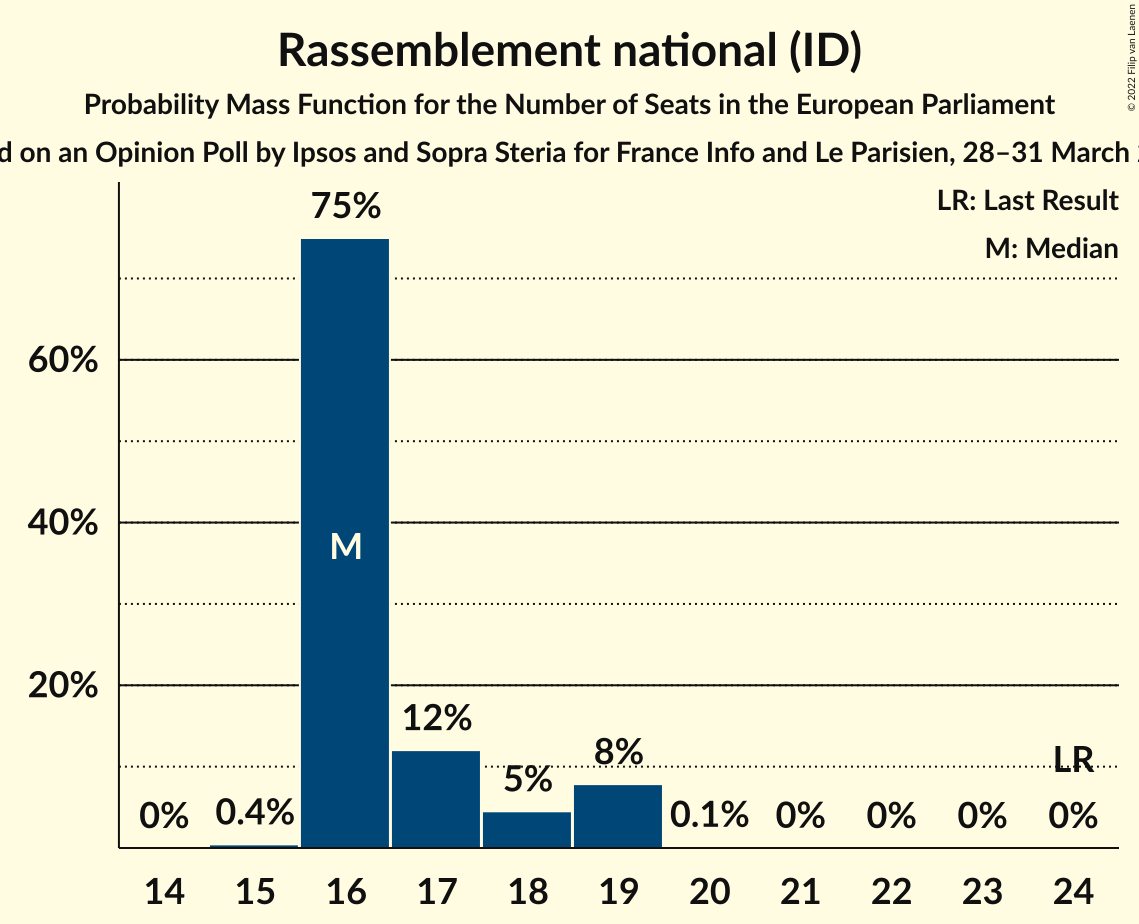 Rassemblement national (ID)
Probability Mass Function for the Number of Seats in the European Parliament
on an Opinion Poll by Ipsos and Sopra Steria for France Info and Le Parisien, 28–31 March
© 2022 Filip van Laenen
LR: Last Result
M: Median
75%
60%
40%
M
20%
12%
8%
5%
LR
0%
0.4%
0.1%
0%
0%
0%
0%
14 15 16 17 18 19 20 21 22 23 24